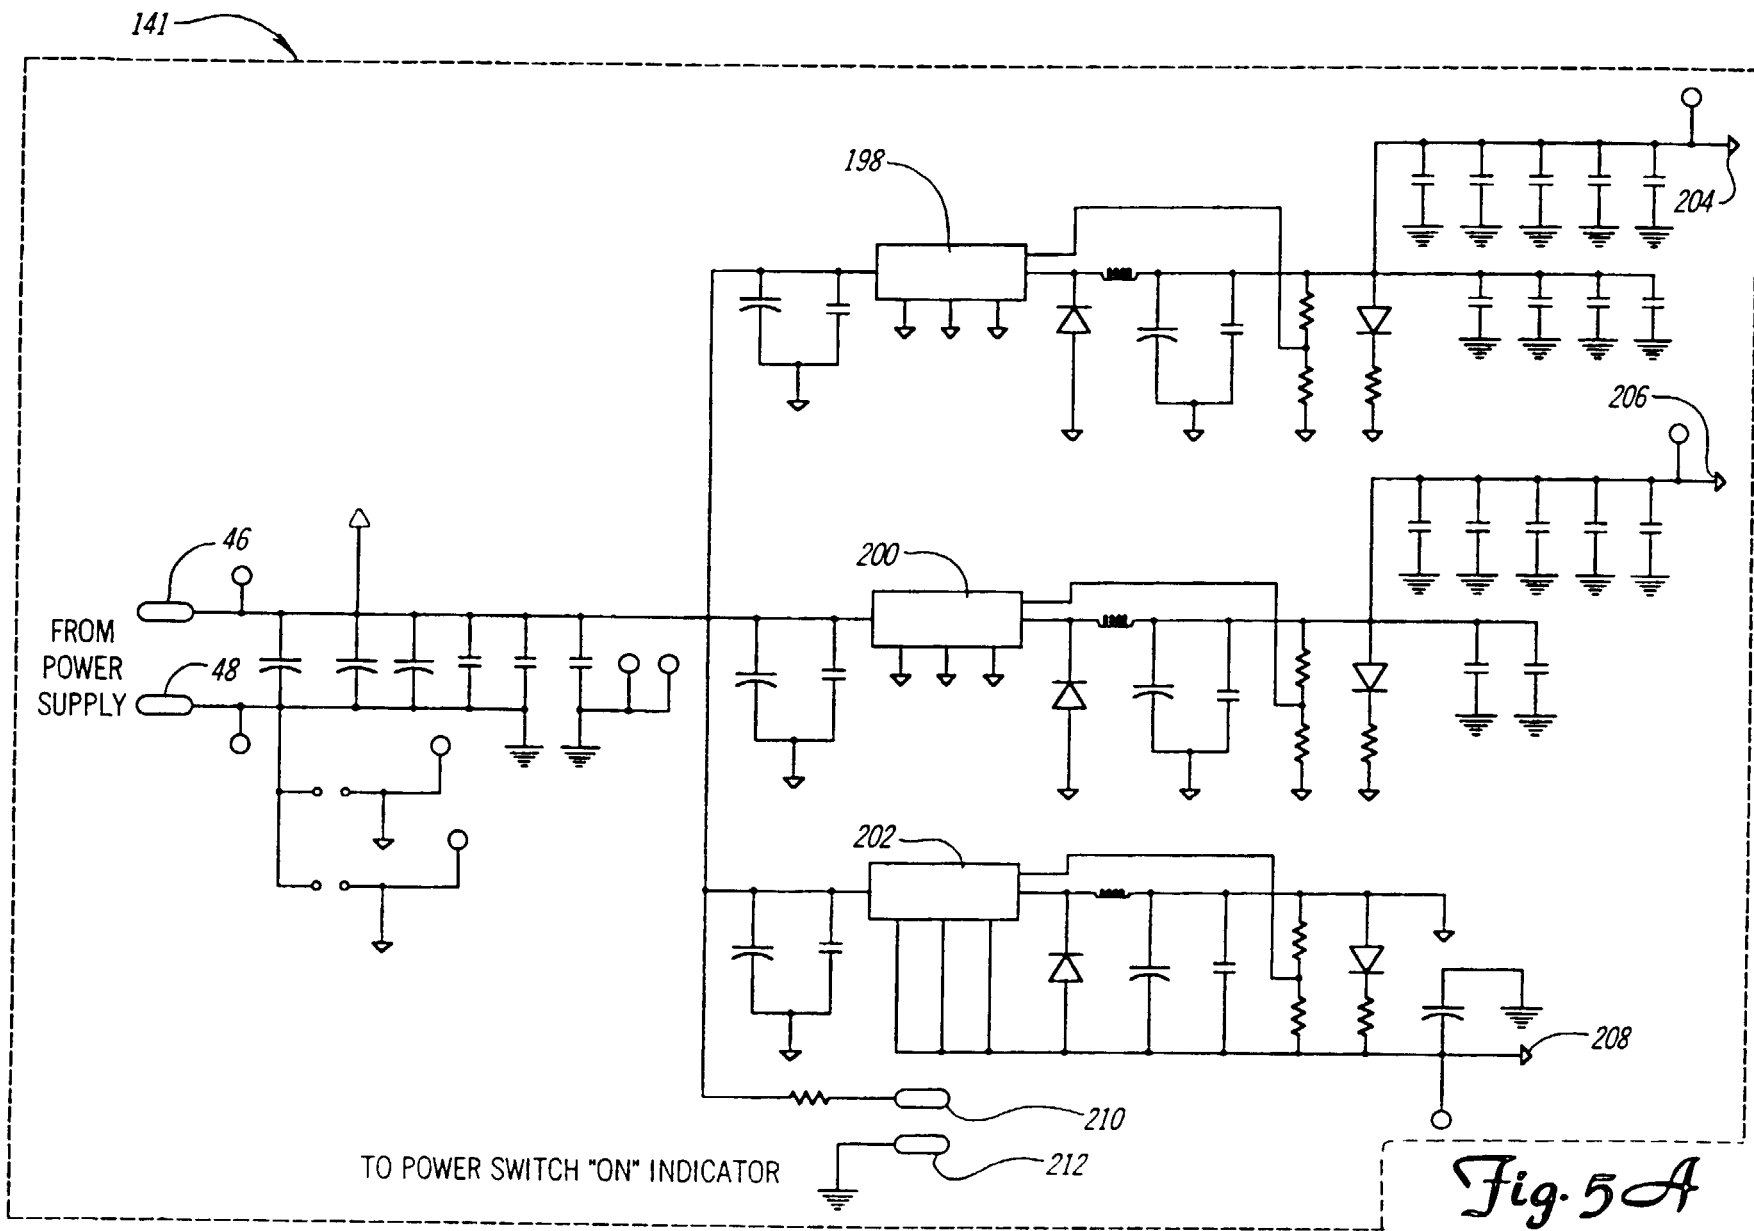 141
198
204
206
46
200
FROM
POWER
SUPPLY
48
202
208
210
TO POWER SWITCH "ON" INDICATOR
212
Fig. 5A